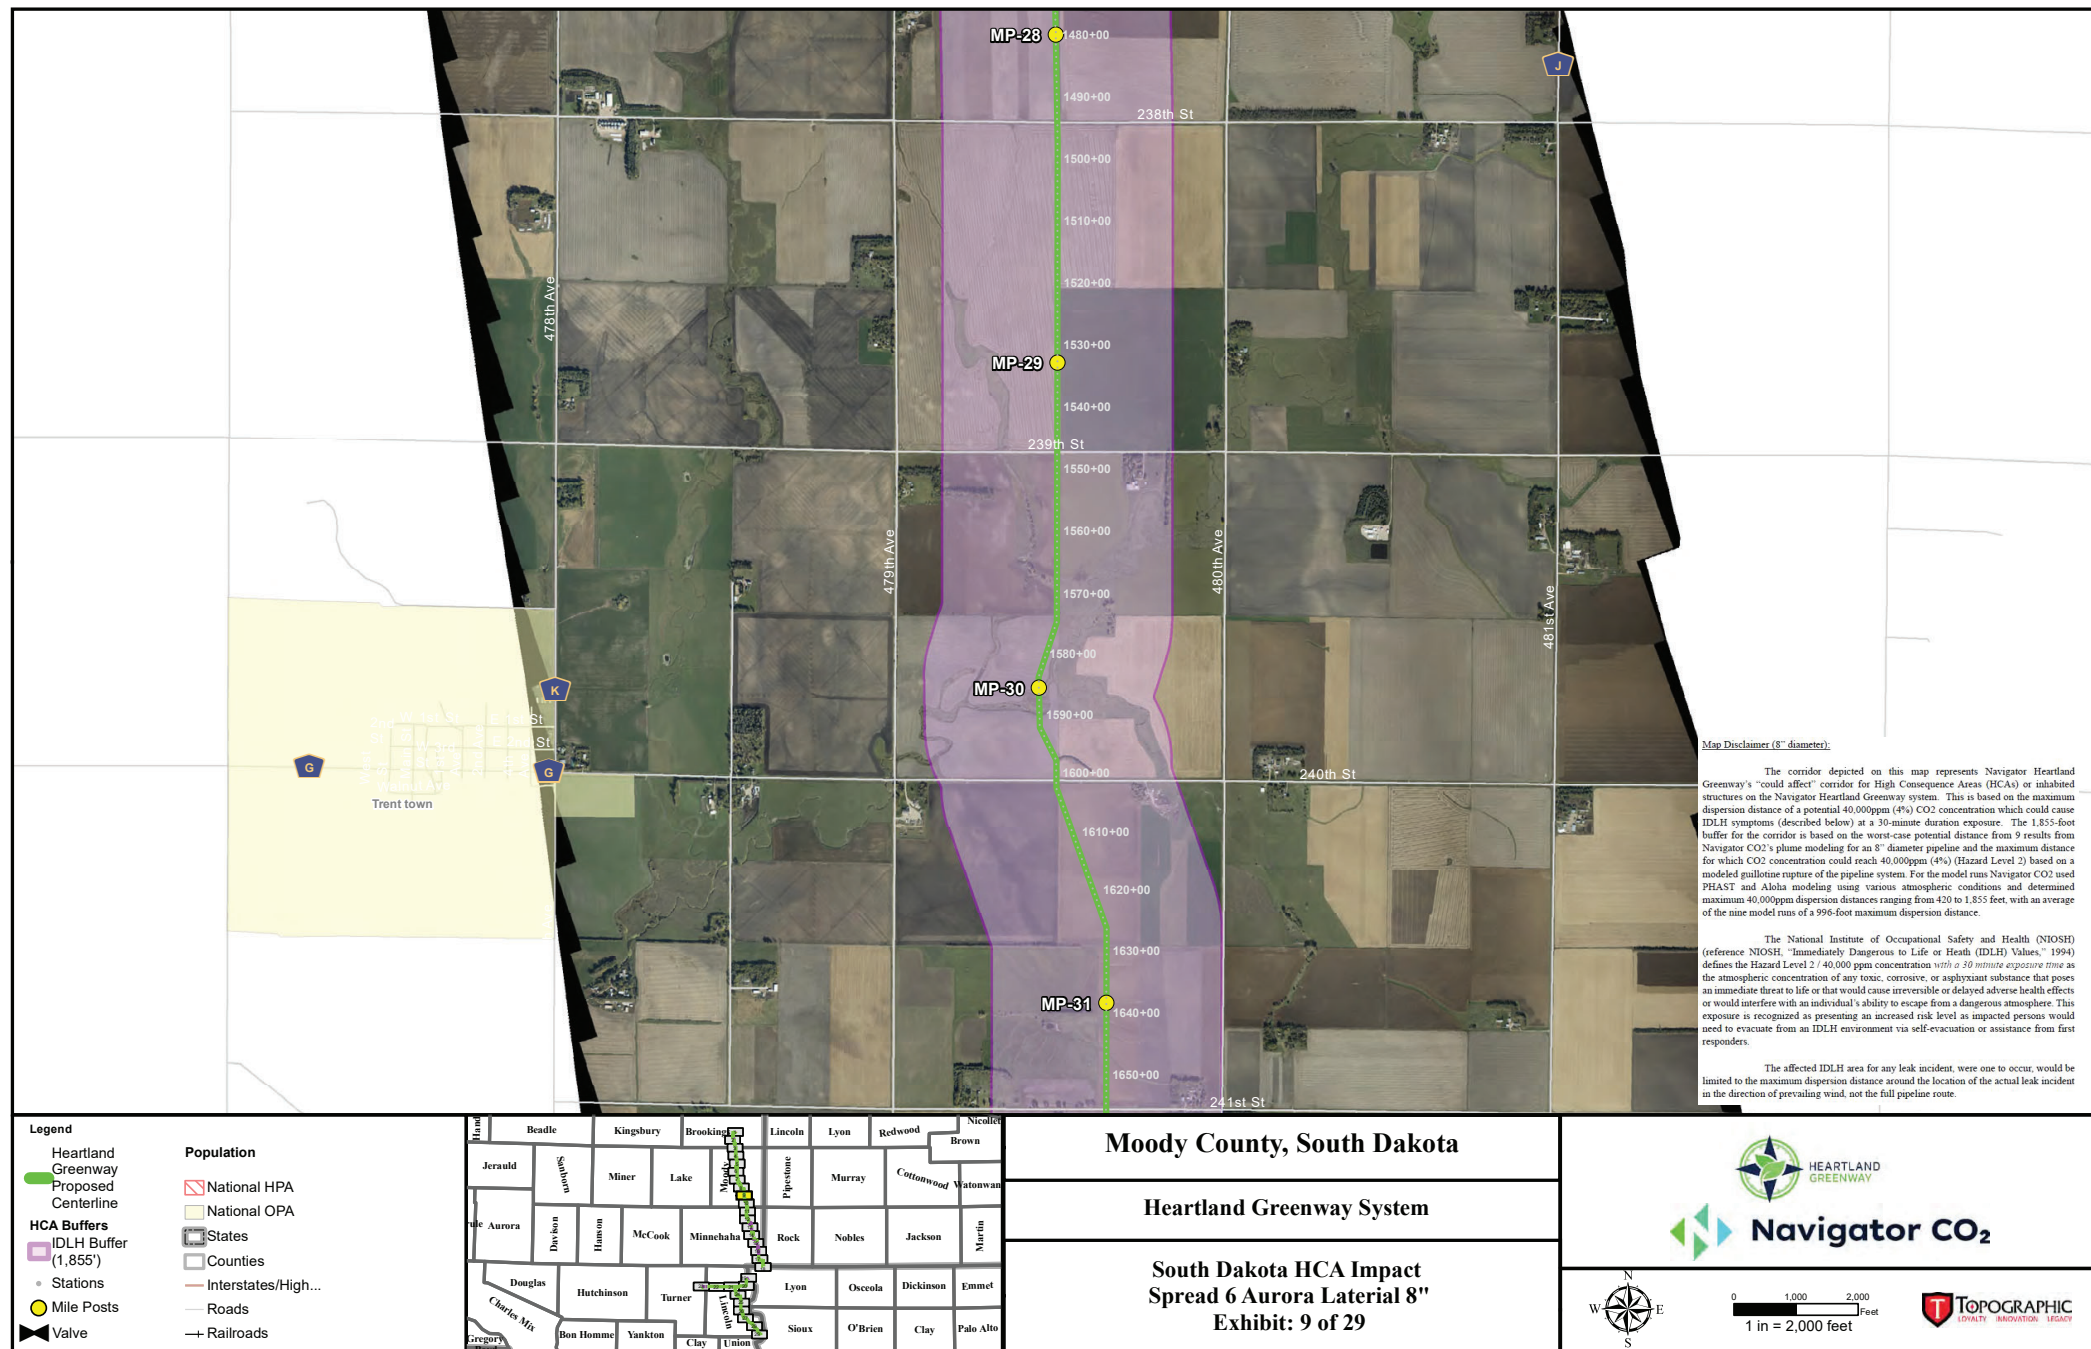 MP-28
1480+00
J
1490+00
238th St
1500+00
1510+00
1520+00
478th Ave
1530+00
MP-29
1540+00
239th St
1550+00
1560+00
479th Ave
480th Ave
1570+00
481st Ave
1580+00
K
MP-30
1590+00
W 1st St
E 1st St
E 2nd St
G
G
1600+00
240th St
Walnut Ave
Trent town
1610+00
1620+00
1630+00
MP-31
1640+00
1650+00
241st St
Map Disclaimer (8" diameter):
The corridor depicted on this map represents Navigator Heartland
Greenway's "could affect" corridor for High Consequence Areas (HCAs) or inhabited
structures on the Navigator Heartland Greenway system. This is based on the maximum
dispersion distance of a potential 40,000ppm (4%) CO2 concentration which could cause
IDLH symptoms (described below) at a 30-minute duration exposure. The 1,855-foot
buffer for the corridor is based on the worst-case potential distance from 9 results from
Navigator CO2's plume modeling for an 8" diameter pipeline and the maximum distance
for which CO2 concentration could reach 40,000ppm (4%) (Hazard Level 2) based on a
modeled guillotine rupture of the pipeline system. For the model runs Navigator CO2 used
PHAST and Aloha modeling using various atmospheric conditions and determined
maximum 40,000ppm dispersion distances ranging from 420 to 1,855 feet, with an average
of the nine model runs of a 996-foot maximum dispersion distance.
The National Institute of Occupational Safety and Health (NIOSH)
(reference NIOSH, "Immediately Dangerous to Life or Heath (IDLH) Values," 1994)
defines the Hazard Level 2 / 40,000 ppm concentration with a 30 minute exposure time as
the atmospheric concentration of any toxic, corrosive, or asphyxiant substance that poses
an immediate threat to life or that would cause irreversible or delayed adverse health effects
or would interfere with an individual's ability to escape from a dangerous atmosphere. This
exposure is recognized as presenting an increased risk level as impacted persons would
need to evacuate from an IDLH environment via self-evacuation or assistance from first
responders.
The affected IDLH area for any leak incident, were one to occur, would be
limited to the maximum dispersion distance around the location of the actual leak incident
in the direction of prevailing wind, not the full pipeline route.
Legend
Heartland
Greenway
Proposed
Centerline
HCA Buffers
IDLH Buffer
(1,855')
Stations
Mile Posts
Valve
Population
National HPA
National OPA
States
Counties
Interstates/High...
Roads
Railroads
Hand
Beadle
Kingsbury
Brooking
Lincoln
Lyon
Redwood
Nicollet
Brown
Jerauld
Sanborn
Miner
Lake
Moody
Pipestone
Murray
Cottonwood
Watonwan
ule
Aurora
Davison
Hanson
McCook
Minnehaha
Rock
Nobles
Jackson
Martin
Douglas
Hutchinson
Turner
Lincoln
Lyon
Osceola
Dickinson
Emmet
Charles Mix
Gregory
Bon Homme
Yankton
Clay
Union
Sioux
O'Brien
Clay
Palo Alto
Moody County, South Dakota
Heartland Greenway System
South Dakota HCA Impact
Spread 6 Aurora Laterial 8"
Exhibit: 9 of 29
HEARTLAND
GREENWAY
Navigator CO2
N
W
E
S
0 1,000 2,000
Feet
1 in = 2,000 feet
TOPOGRAPHIC
LOYALTY INNOVATION LEGACY